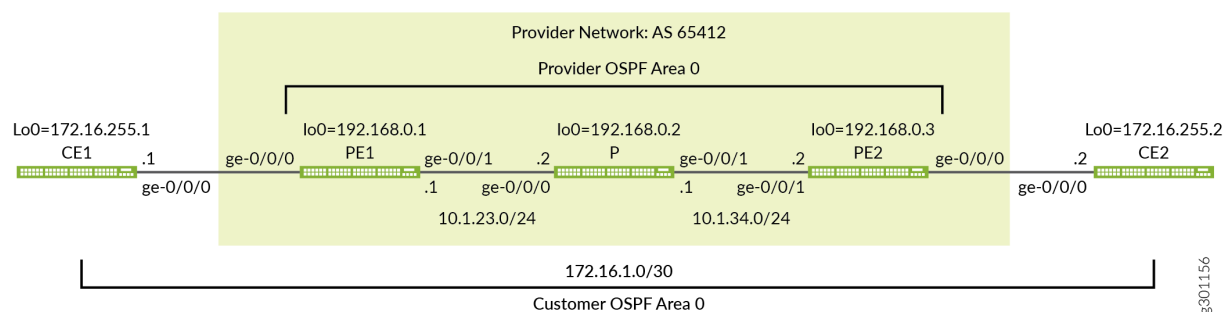 Provider Network: AS 65412
Provider OSPF Area 0
Lo0=172.16.255.1
CE1
lo0=192.168.0.1
PE1
lo0=192.168.0.2
P
lo0=192.168.0.3
PE2
Lo0=172.16.255.2
CE2
.1
ge-0/0/0
ge-0/0/1
.2
ge-0/0/1
.2
ge-0/0/0
.2
ge-0/0/0
.1
ge-0/0/0
.1
ge-0/0/1
ge-0/0/0
10.1.23.0/24
10.1.34.0/24
172.16.1.0/30
Customer OSPF Area 0
g301156